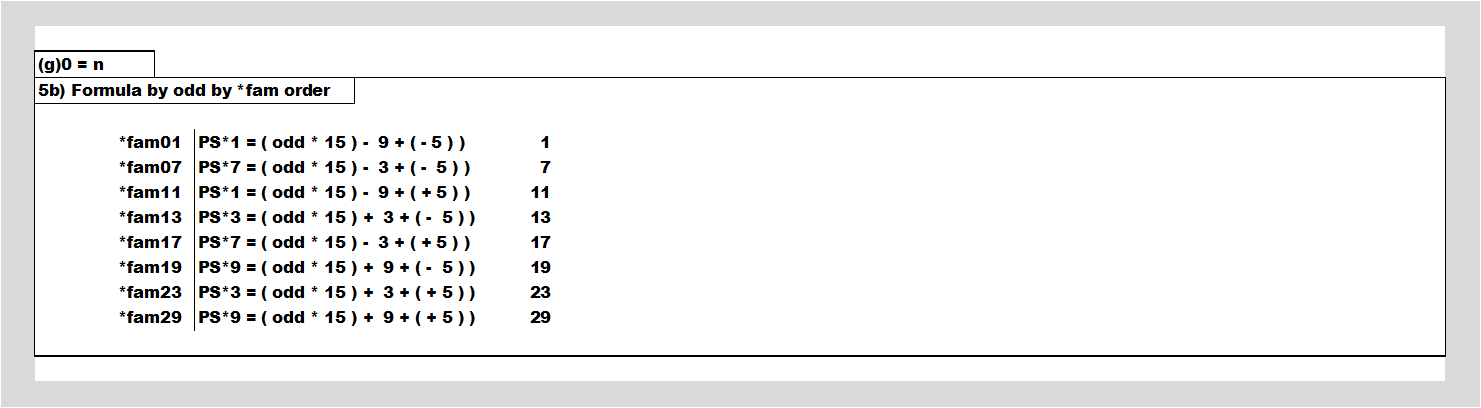 (g)0 = n
5b) Formula by odd by *fam order
*fam01 PS*1 = ( odd * 15 ) - 9 + ( - 5 ) ) 1
*fam07 PS*7 = ( odd * 15 ) - 3 + ( - 5 ) ) 7
*fam11 PS*1 = ( odd * 15 ) - 9 + ( + 5 ) ) 11
*fam13 PS*3 = ( odd * 15 ) + 3 + ( - 5 ) ) 13
*fam17 PS*7 = ( odd * 15 ) - 3 + ( + 5 ) ) 17
*fam19 PS*9 = ( odd * 15 ) + 9 + ( - 5 ) ) 19
*fam23 PS*3 = ( odd * 15 ) + 3 + ( + 5 ) ) 23
*fam29 PS*9 = ( odd * 15 ) + 9 + ( + 5 ) ) 29